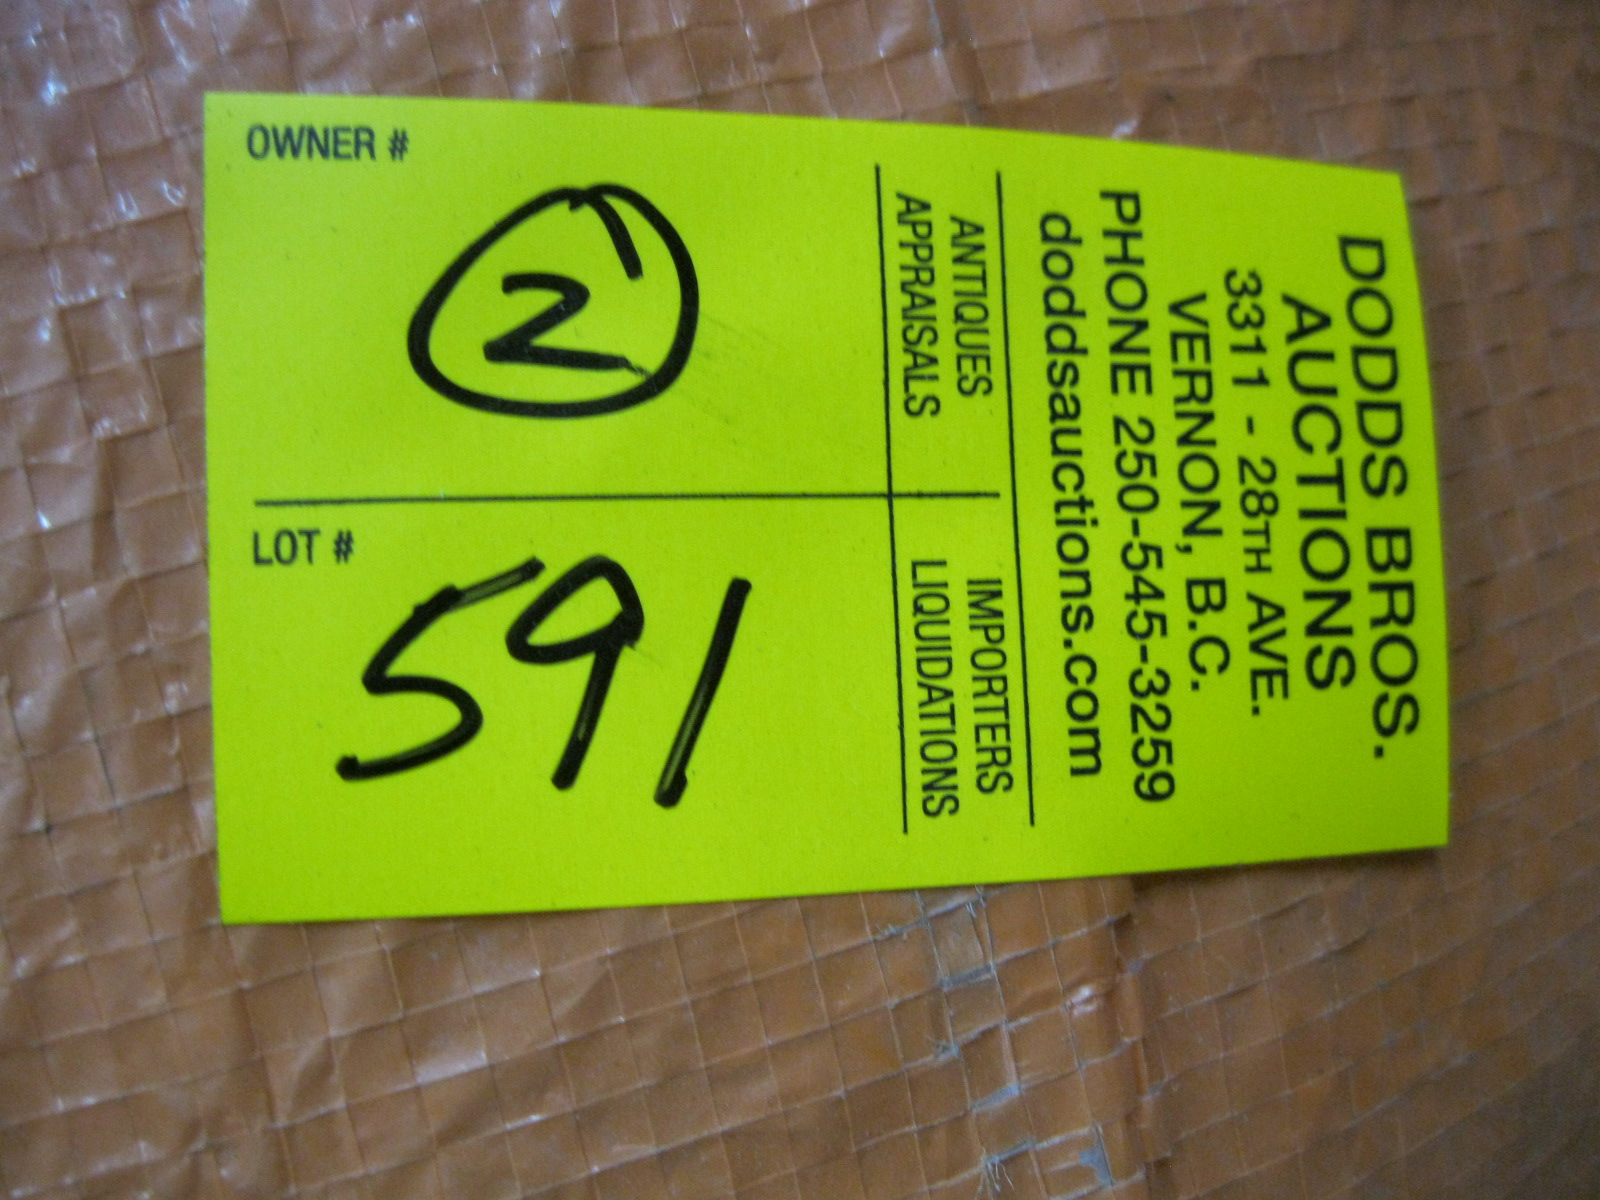 DODDS BROS.
AUCTIONS
3311 - 28TH AVE.
VERNON, B.C.
PHONE 250-545-3259
doddsauctions.com
ANTIQUES
APPRAISALS
IMPORTERS
LIQUIDATIONS
OWNER #
2
LOT #
591